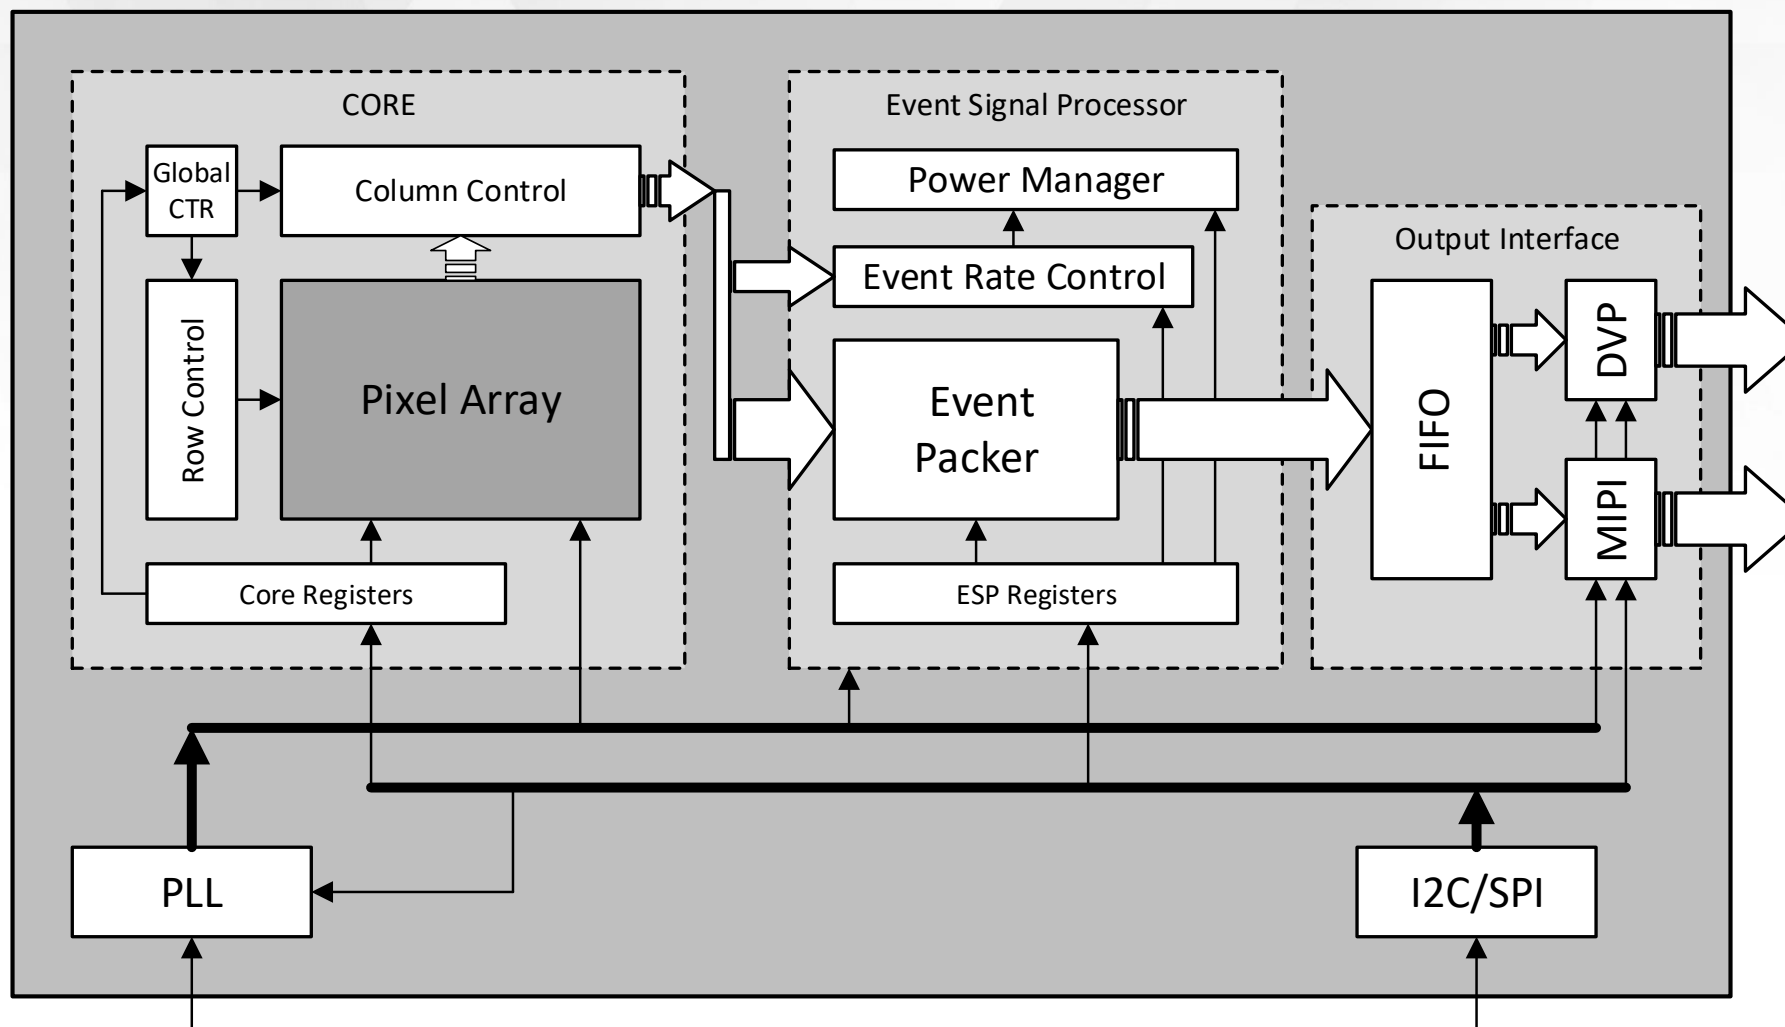 CORE
Global
CTR
Column Control
Row Control
Pixel Array
Core Registers
Event Signal Processor
Power Manager
Event Rate Control
Event
Packer
ESP Registers
Output Interface
FIFO
DVP
MIPI
PLL
I2C/SPI